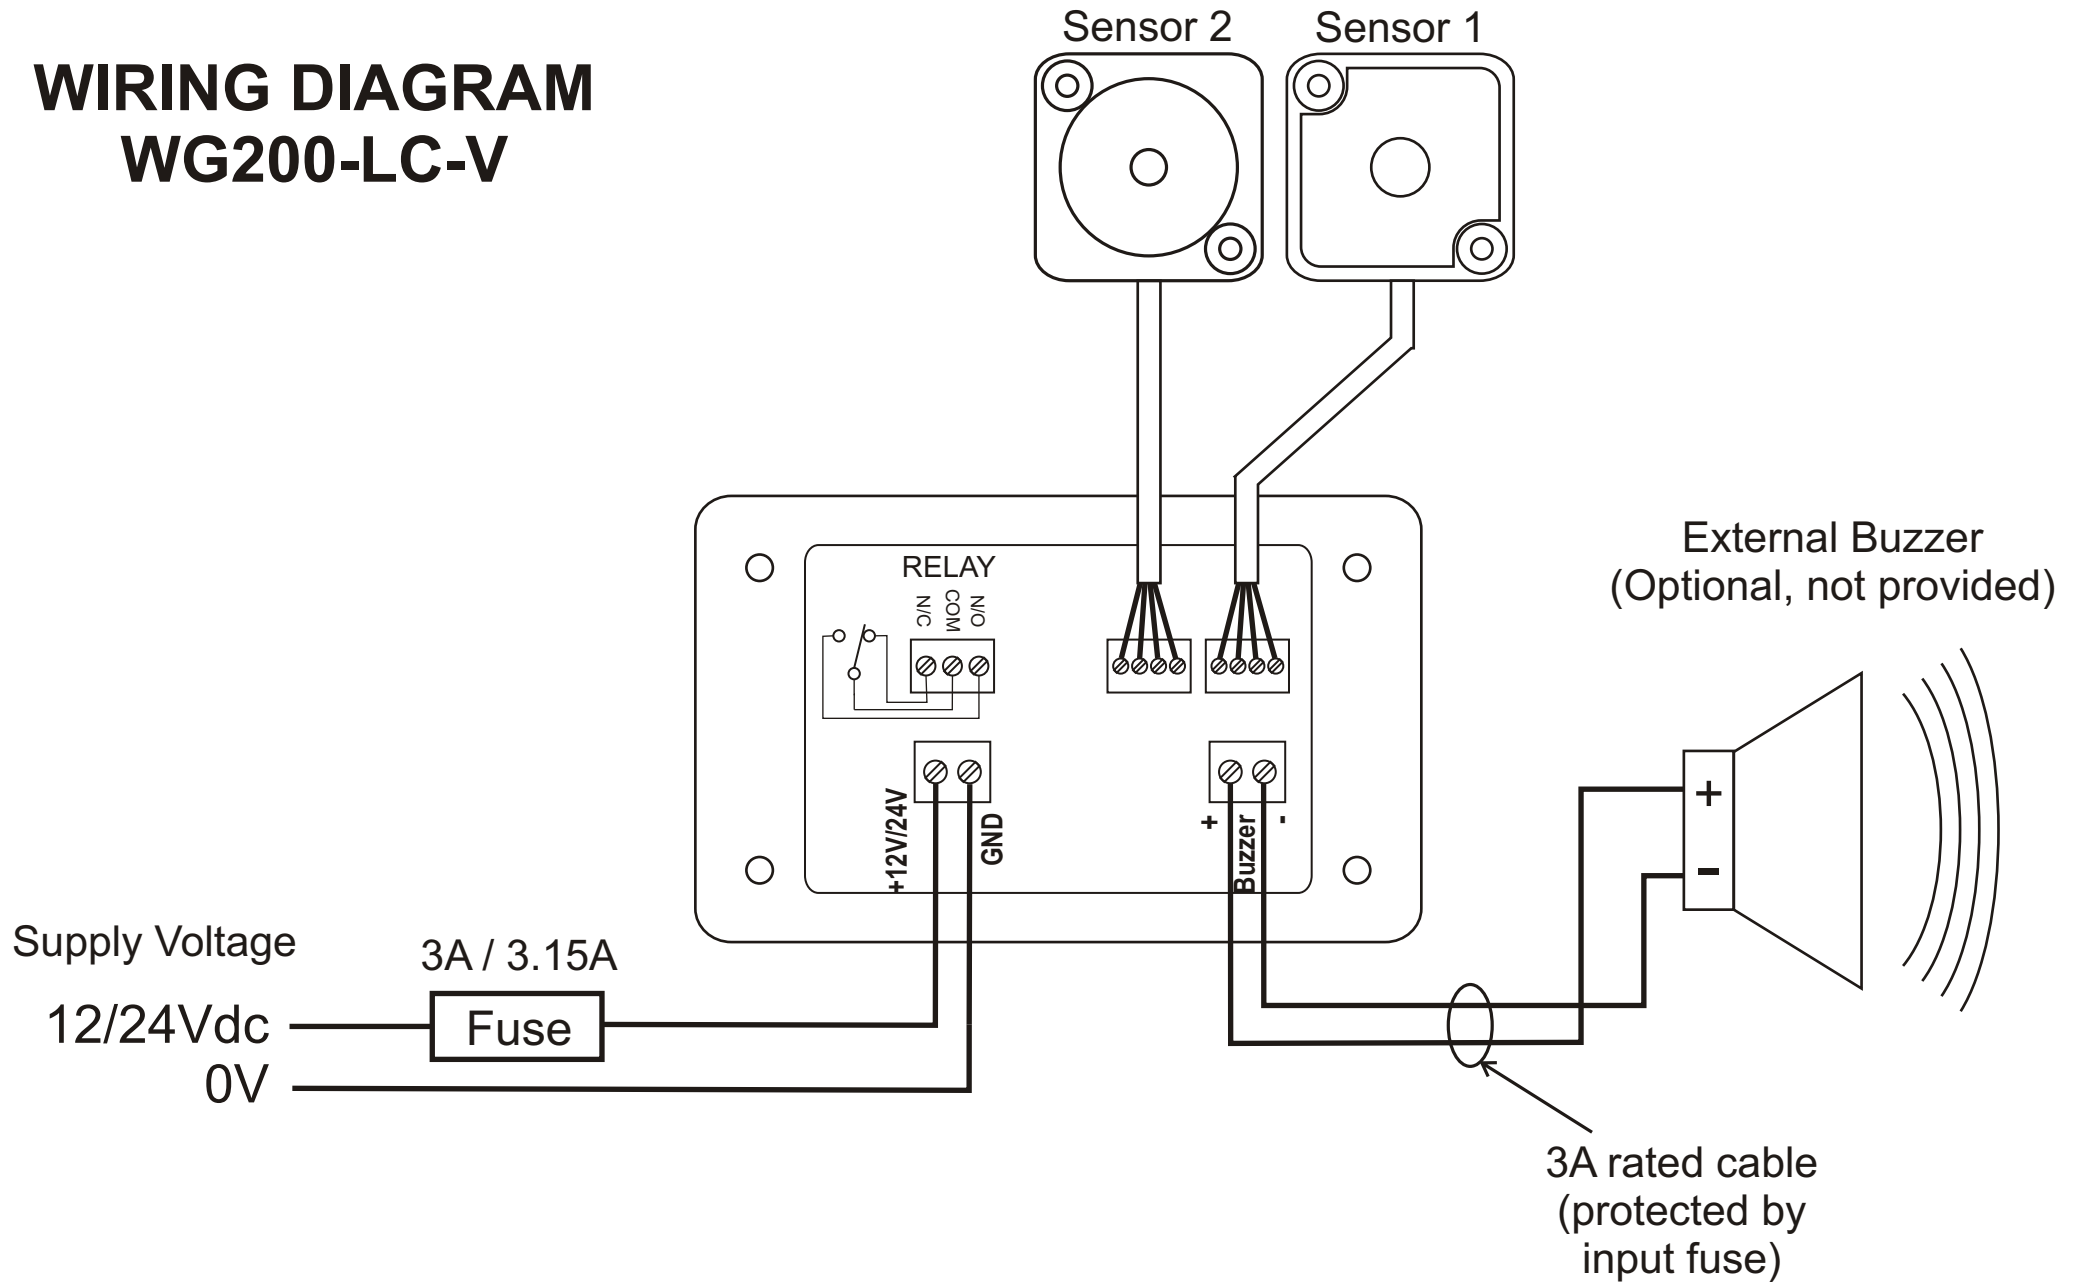 WIRING DIAGRAM
WG200-LC-V
Sensor 2
Sensor 1
RELAY
N/C
COM
N/O
External Buzzer
(Optional, not provided)
+12V/24V
GND
+
Buzzer
-
+
-
Supply Voltage
3A / 3.15A
12/24Vdc
Fuse
0V
3A rated cable
(protected by
input fuse)